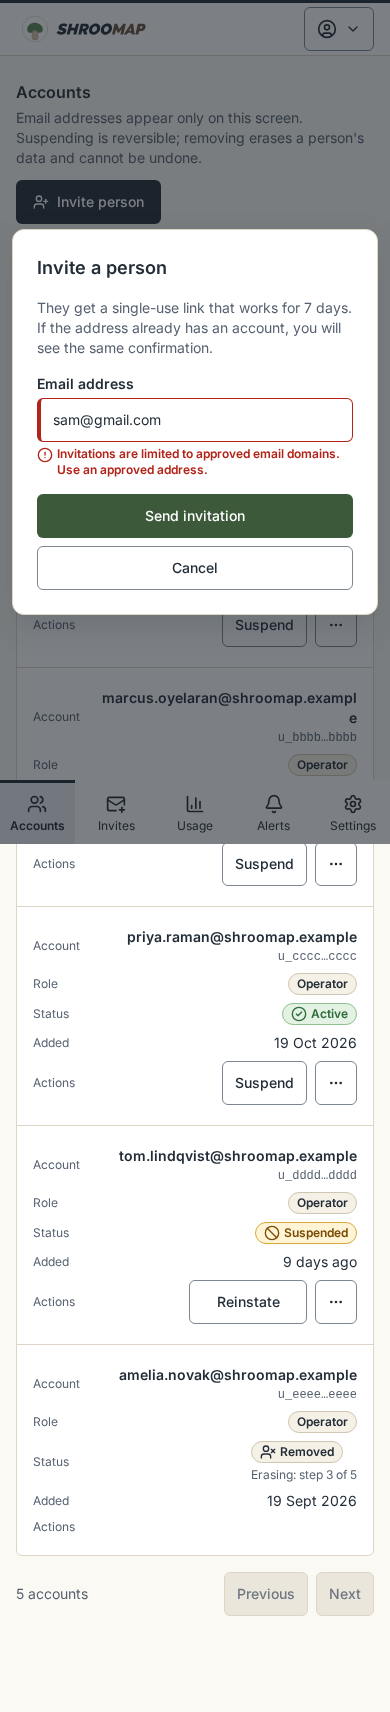 SHROOMAP
Accounts
Email addresses appear only on this screen.
Suspending is reversible; removing erases a person's
data and cannot be undone.
Invite person
Invite a person
They get a single-use link that works for 7 days.
If the address already has an account, you will
see the same confirmation.
Email address
sam@gmail.com
Invitations are limited to approved email domains.
Use an approved address.
Send invitation
Cancel
Actions Suspend ...
Account marcus.oyelaran@shroomap.exampl
e
u_bbbb…bbbb
Role Operator
Accounts Invites Usage Alerts Settings
Actions Suspend ...
Account priya.raman@shroomap.example
u_cccc…cccc
Role Operator
Status Active
Added 19 Oct 2026
Actions Suspend ...
Account tom.lindqvist@shroomap.example
u_dddd…dddd
Role Operator
Status Suspended
Added 9 days ago
Actions Reinstate ...
Account amelia.novak@shroomap.example
u_eeee…eeee
Role Operator
Status Removed
Erasing: step 3 of 5
Added 19 Sept 2026
Actions
5 accounts Previous Next